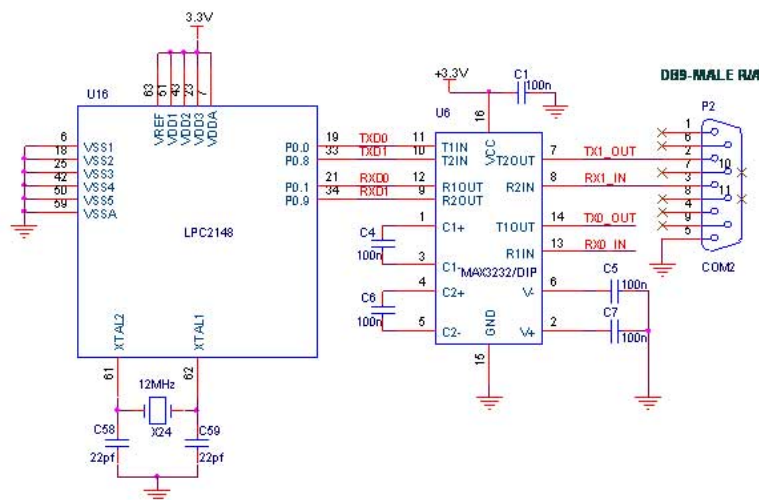 3.3V
U16
63
51
43
23
7
VREF
VDD1
VDD2
VDD3
VDDA
6 VSS1
18 VSS2
25 VSS3
42 VSS4
50 VSS5
59 VSSA
P0.0 19 TXD0
P0.8 33 TXD1
P0.1 21 RXD0
P0.9 34 RXD1
LPC2148
XTAL2
XTAL1
61
62
12MHz
X24
C58
22pf
C59
22pf
+3.3V
C1
100n
U6
16
VCC
11 T1IN
10 T2IN
12 R1OUT
9 R2OUT
1 C1+
3 C1-
4 C2+
5 C2-
C4
100n
C6
100n
T2OUT 7 TX1_OUT
R2IN 8 RX1_IN
T1OUT 14 TX0_OUT
R1IN 13 RX0_IN
MAX3232/DIP
V- 6
V+ 2
GND
15
C5
100n
C7
100n
DB9-MALE R/A
P2
1
6
2
7
10
3
8
11
4
9
5
COM2